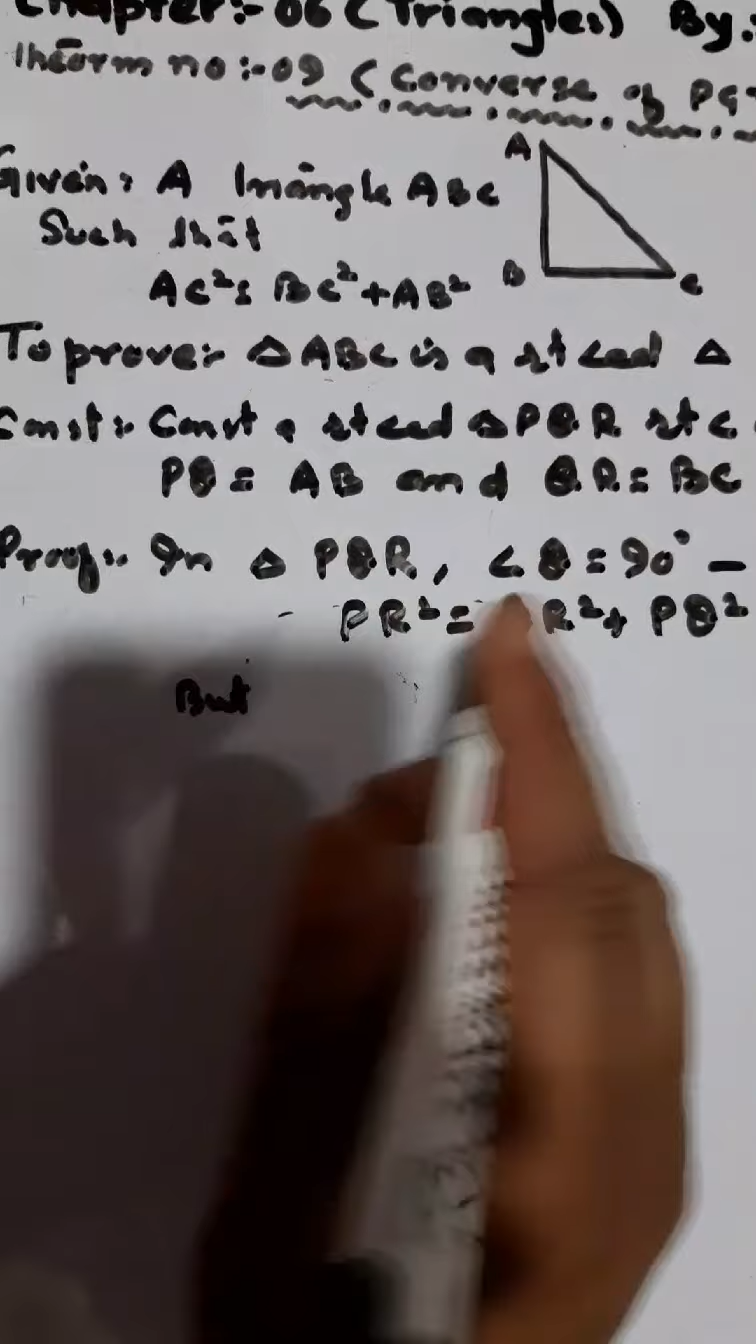 Chapter:- 06 (Triangles) By:
Theorm no:- 09 (Converse of PGT
Given: A triangle ABC
A
Such that
AC²= BC²+AB²
B
C
To prove:- △ABC is a rt ∠ed △
Const:- Const a rt ∠ed △PQR st
PQ = AB and QR = BC
Proof:- In △ PQR, ∠Q = 90° -
PR² = R²+ PQ²
But